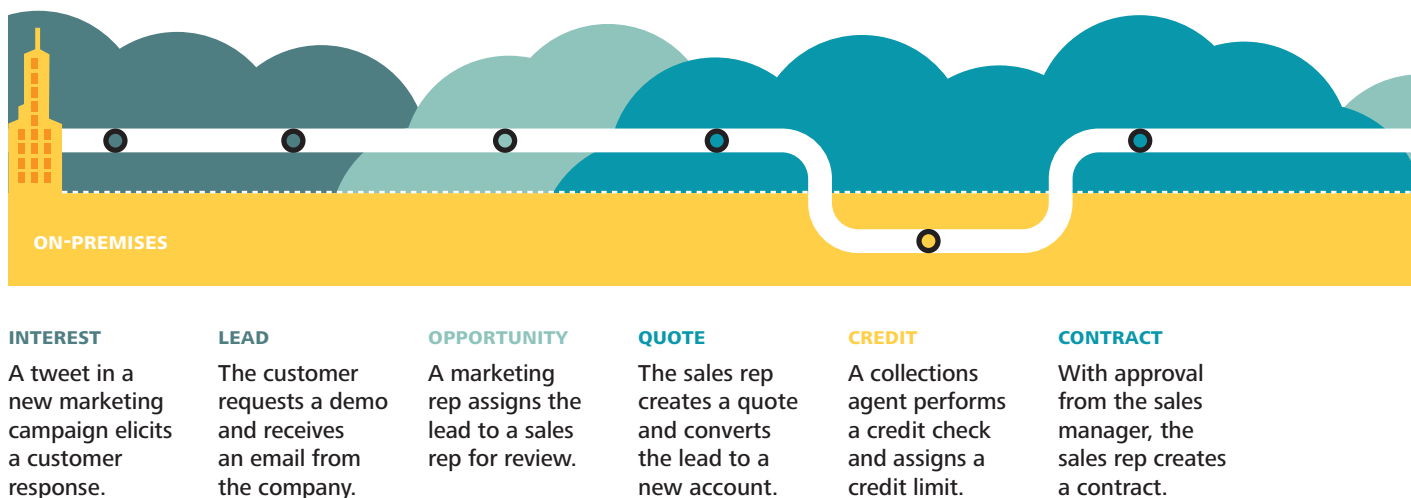 ON-PREMISES
INTEREST
A tweet in a
new marketing
campaign elicits
a customer
response.
LEAD
The customer
requests a demo
and receives
an email from
the company.
OPPORTUNITY
A marketing
rep assigns the
lead to a sales
rep for review.
QUOTE
The sales rep
creates a quote
and converts
the lead to a
new account.
CREDIT
A collections
agent performs
a credit check
and assigns a
credit limit.
CONTRACT
With approval
from the sales
manager, the
sales rep creates
a contract.